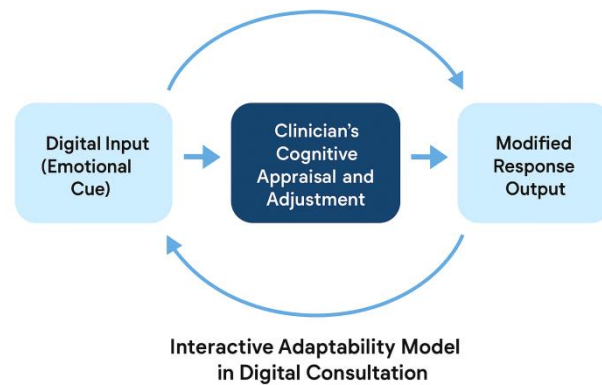 Digital Input
(Emotional
Cue)
Clinician's
Cognitive
Appraisal and
Adjustment
Modified
Response
Output
Interactive Adaptability Model
in Digital Consultation